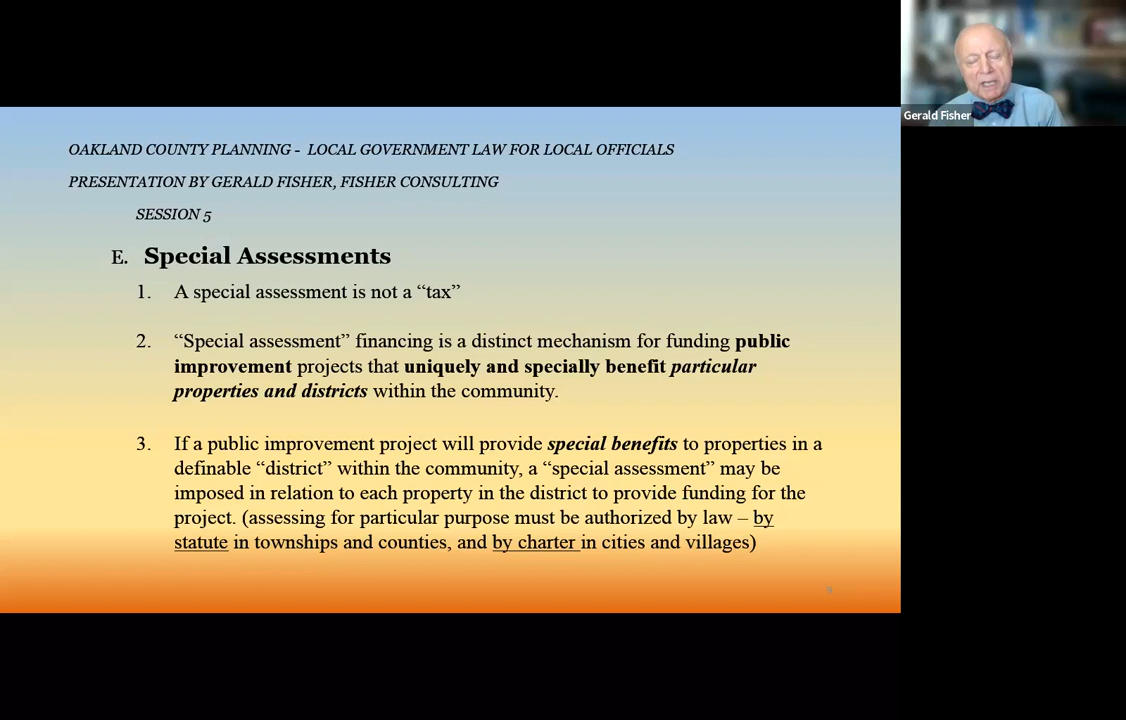 Gerald Fisher
OAKLAND COUNTY PLANNING - LOCAL GOVERNMENT LAW FOR LOCAL OFFICIALS
PRESENTATION BY GERALD FISHER, FISHER CONSULTING
SESSION 5
E. Special Assessments
1. A special assessment is not a “tax”
2. “Special assessment” financing is a distinct mechanism for funding public
improvement projects that uniquely and specially benefit particular
properties and districts within the community.
3. If a public improvement project will provide special benefits to properties in a
definable “district” within the community, a “special assessment” may be
imposed in relation to each property in the district to provide funding for the
project. (assessing for particular purpose must be authorized by law – by
statute in townships and counties, and by charter in cities and villages)